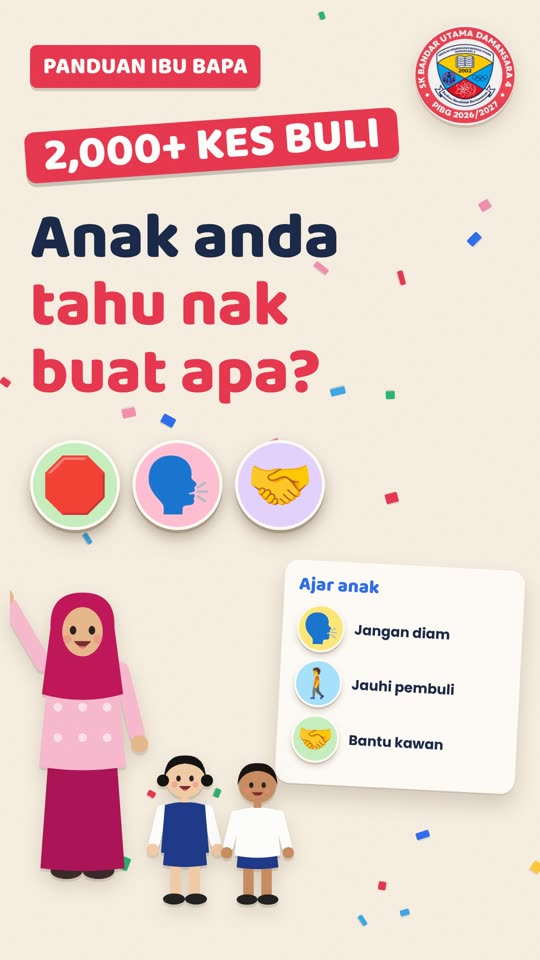 PANDUAN IBU BAPA
SK BANDAR UTAMA DAMANSARA 4
2002
PIBG 2026/2027
2,000+ KES BULI
Anak anda
tahu nak
buat apa?
Ajar anak
Jangan diam
Jauhi pembuli
Bantu kawan